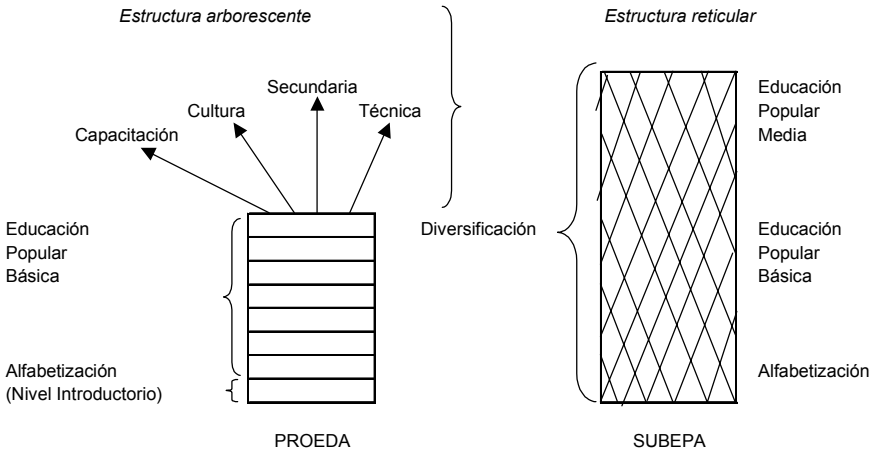 Estructura arborescente
Estructura reticular
Secundaria
Cultura
Técnica
Capacitación
Educación
Popular
Media
Educación
Popular
Básica
Diversificación
Educación
Popular
Básica
Alfabetización
(Nivel Introductorio)
Alfabetización
PROEDA
SUBEPA